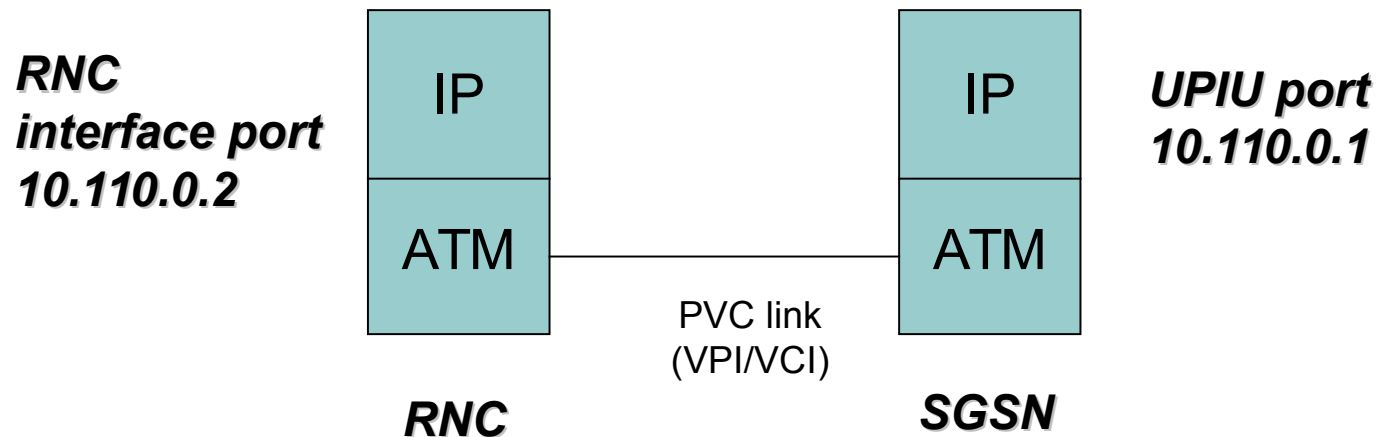 RNC
interface port
10.110.0.2
IP
ATM
IP
ATM
UPIU port
10.110.0.1
PVC link
(VPI/VCI)
RNC
SGSN